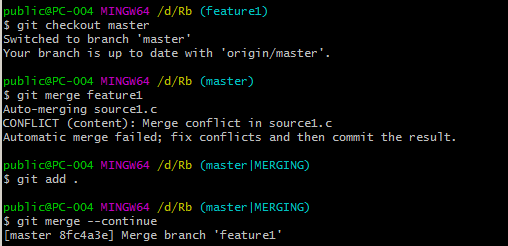 public@PC-004 MINGW64 /d/Rb (feature1)
$ git checkout master
Switched to branch 'master'
Your branch is up to date with 'origin/master'.
public@PC-004 MINGW64 /d/Rb (master)
$ git merge feature1
Auto-merging source1.c
CONFLICT (content): Merge conflict in source1.c
Automatic merge failed; fix conflicts and then commit the result.
public@PC-004 MINGW64 /d/Rb (master|MERGING)
$ git add .
public@PC-004 MINGW64 /d/Rb (master|MERGING)
$ git merge --continue
[master 8fc4a3e] Merge branch 'feature1'